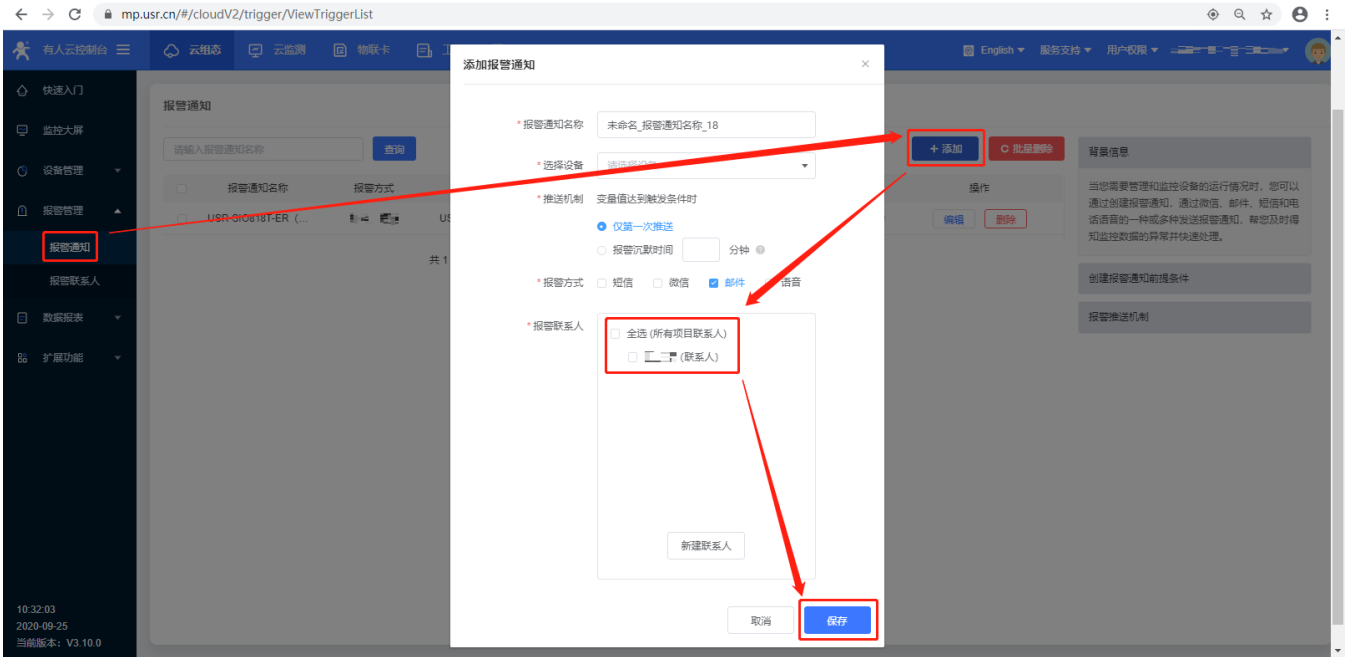 mp.usr.cn/#/cloudV2/trigger/ViewTriggerList
有人云控制台
云组态
云监测
物联卡
English
服务支持
用户权限
快速入门
监控大屏
设备管理
报警管理
报警通知
报警联系人
数据报表
扩展功能
10:32:03
2020-09-25
当前版本：V3.10.0
报警通知
请输入报警通知名称
查询
+ 添加
批量删除
报警通知名称
报警方式
操作
USR-SIO818T-ER (...
US
编辑
删除
共 1
添加报警通知
* 报警通知名称
未命名_报警通知名称_18
* 选择设备
* 推送机制
变量值达到触发条件时
仅第一次推送
报警沉默时间
分钟
* 报警方式
短信
微信
邮件
语音
* 报警联系人
全选 (所有项目联系人)
(联系人)
新建联系人
取消
保存
背景信息
当您需要管理和监控设备的运行情况时，您可以
通过创建报警通知，通过微信、邮件、短信和电
话语音的一种或多种发送报警通知，帮您及时得
知监控数据的异常并快速处理。
创建报警通知前提条件
报警推送机制